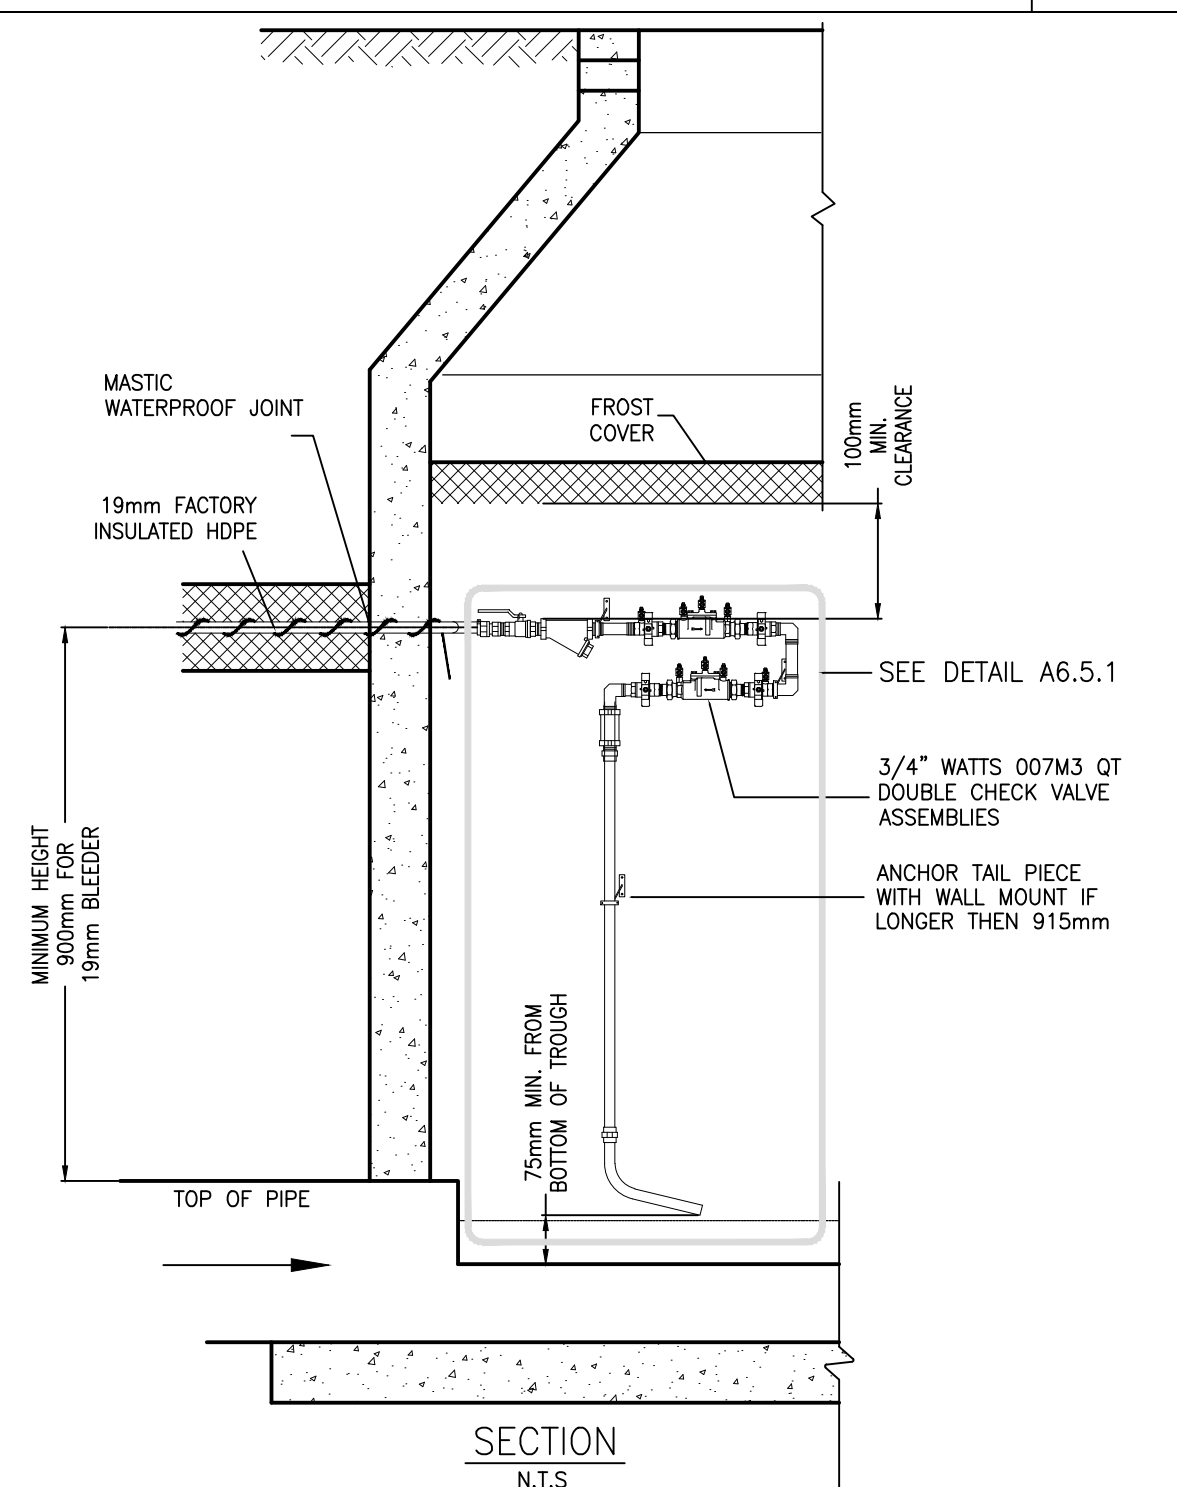 MASTIC
WATERPROOF JOINT
19mm FACTORY
INSULATED HDPE
FROST
COVER
100mm
MIN.
CLEARANCE
SEE DETAIL A6.5.1
3/4" WATTS 007M3 QT
DOUBLE CHECK VALVE
ASSEMBLIES
ANCHOR TAIL PIECE
WITH WALL MOUNT IF
LONGER THEN 915mm
MINIMUM HEIGHT
900mm FOR
19mm BLEEDER
75mm MIN. FROM
BOTTOM OF TROUGH
TOP OF PIPE
SECTION
N.T.S